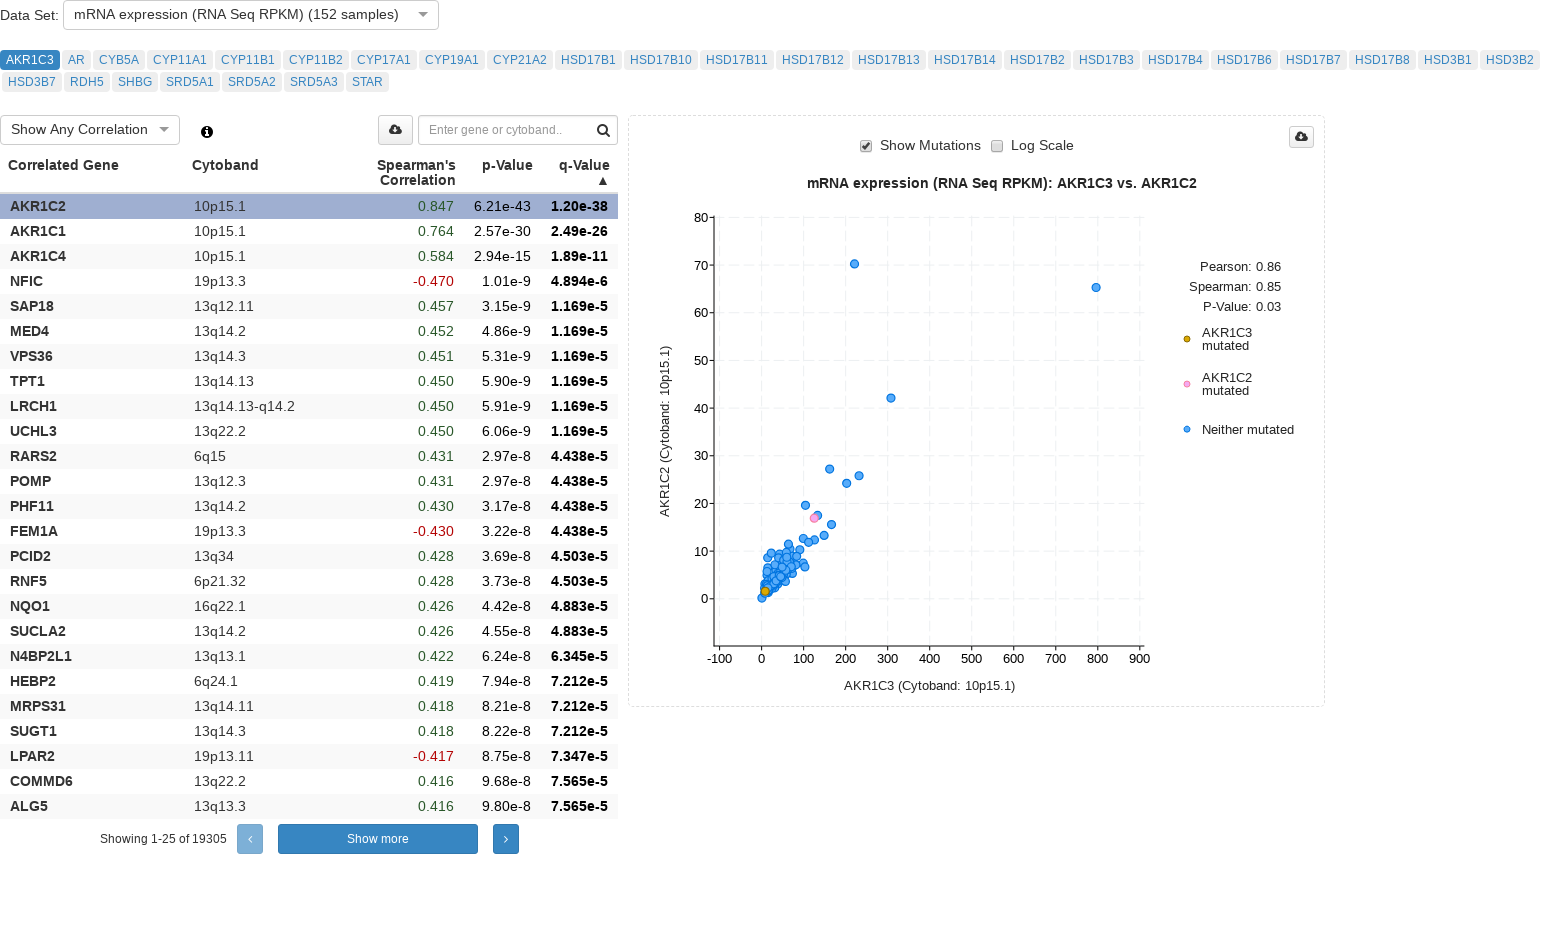 Data Set: mRNA expression (RNA Seq RPKM) (152 samples)
AKR1C3 AR CYB5A CYP11A1 CYP11B1 CYP11B2 CYP17A1 CYP19A1 CYP21A2 HSD17B1 HSD17B10 HSD17B11 HSD17B12 HSD17B13 HSD17B14 HSD17B2 HSD17B3 HSD17B4 HSD17B6 HSD17B7 HSD17B8 HSD3B1 HSD3B2
HSD3B7 RDH5 SHBG SRD5A1 SRD5A2 SRD5A3 STAR
Show Any Correlation Enter gene or cytoband..
Correlated Gene Cytoband Spearman's Correlation p-Value q-Value ▲
AKR1C2 10p15.1 0.847 6.21e-43 1.20e-38
AKR1C1 10p15.1 0.764 2.57e-30 2.49e-26
AKR1C4 10p15.1 0.584 2.94e-15 1.89e-11
NFIC 19p13.3 -0.470 1.01e-9 4.894e-6
SAP18 13q12.11 0.457 3.15e-9 1.169e-5
MED4 13q14.2 0.452 4.86e-9 1.169e-5
VPS36 13q14.3 0.451 5.31e-9 1.169e-5
TPT1 13q14.13 0.450 5.90e-9 1.169e-5
LRCH1 13q14.13-q14.2 0.450 5.91e-9 1.169e-5
UCHL3 13q22.2 0.450 6.06e-9 1.169e-5
RARS2 6q15 0.431 2.97e-8 4.438e-5
POMP 13q12.3 0.431 2.97e-8 4.438e-5
PHF11 13q14.2 0.430 3.17e-8 4.438e-5
FEM1A 19p13.3 -0.430 3.22e-8 4.438e-5
PCID2 13q34 0.428 3.69e-8 4.503e-5
RNF5 6p21.32 0.428 3.73e-8 4.503e-5
NQO1 16q22.1 0.426 4.42e-8 4.883e-5
SUCLA2 13q14.2 0.426 4.55e-8 4.883e-5
N4BP2L1 13q13.1 0.422 6.24e-8 6.345e-5
HEBP2 6q24.1 0.419 7.94e-8 7.212e-5
MRPS31 13q14.11 0.418 8.21e-8 7.212e-5
SUGT1 13q14.3 0.418 8.22e-8 7.212e-5
LPAR2 19p13.11 -0.417 8.75e-8 7.347e-5
COMMD6 13q22.2 0.416 9.68e-8 7.565e-5
ALG5 13q13.3 0.416 9.80e-8 7.565e-5
Showing 1-25 of 19305 ‹ Show more ›
Show Mutations Log Scale
mRNA expression (RNA Seq RPKM): AKR1C3 vs. AKR1C2
80
70
60
50
40
30
20
10
0
AKR1C2 (Cytoband: 10p15.1)
-100 0 100 200 300 400 500 600 700 800 900
AKR1C3 (Cytoband: 10p15.1)
Pearson: 0.86
Spearman: 0.85
P-Value: 0.03
AKR1C3
mutated
AKR1C2
mutated
Neither mutated